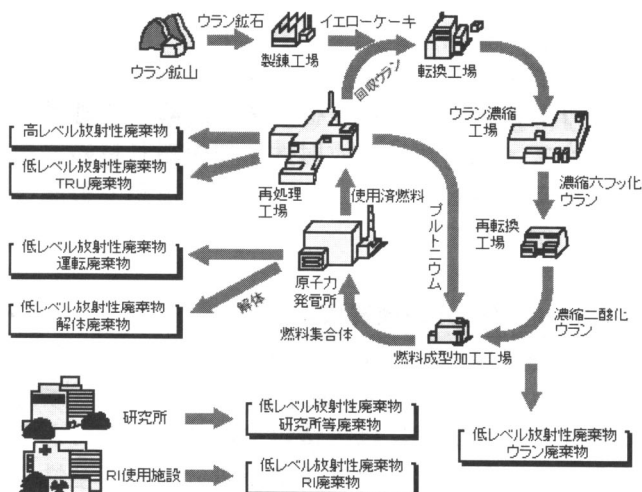 ウラン鉱山
ウラン鉱石
製錬工場
イエローケーキ
転換工場
回収ウラン
ウラン濃縮
工場
濃縮六フッ化
ウラン
再転換
工場
濃縮二酸化
ウラン
燃料成型加工工場
プルトニウム
燃料集合体
原子力
発電所
使用済燃料
再処理
工場
高レベル放射性廃棄物
低レベル放射性廃棄物
TRU廃棄物
低レベル放射性廃棄物
運転廃棄物
解体
低レベル放射性廃棄物
解体廃棄物
低レベル放射性廃棄物
ウラン廃棄物
研究所
低レベル放射性廃棄物
研究所等廃棄物
RI使用施設
低レベル放射性廃棄物
RI廃棄物